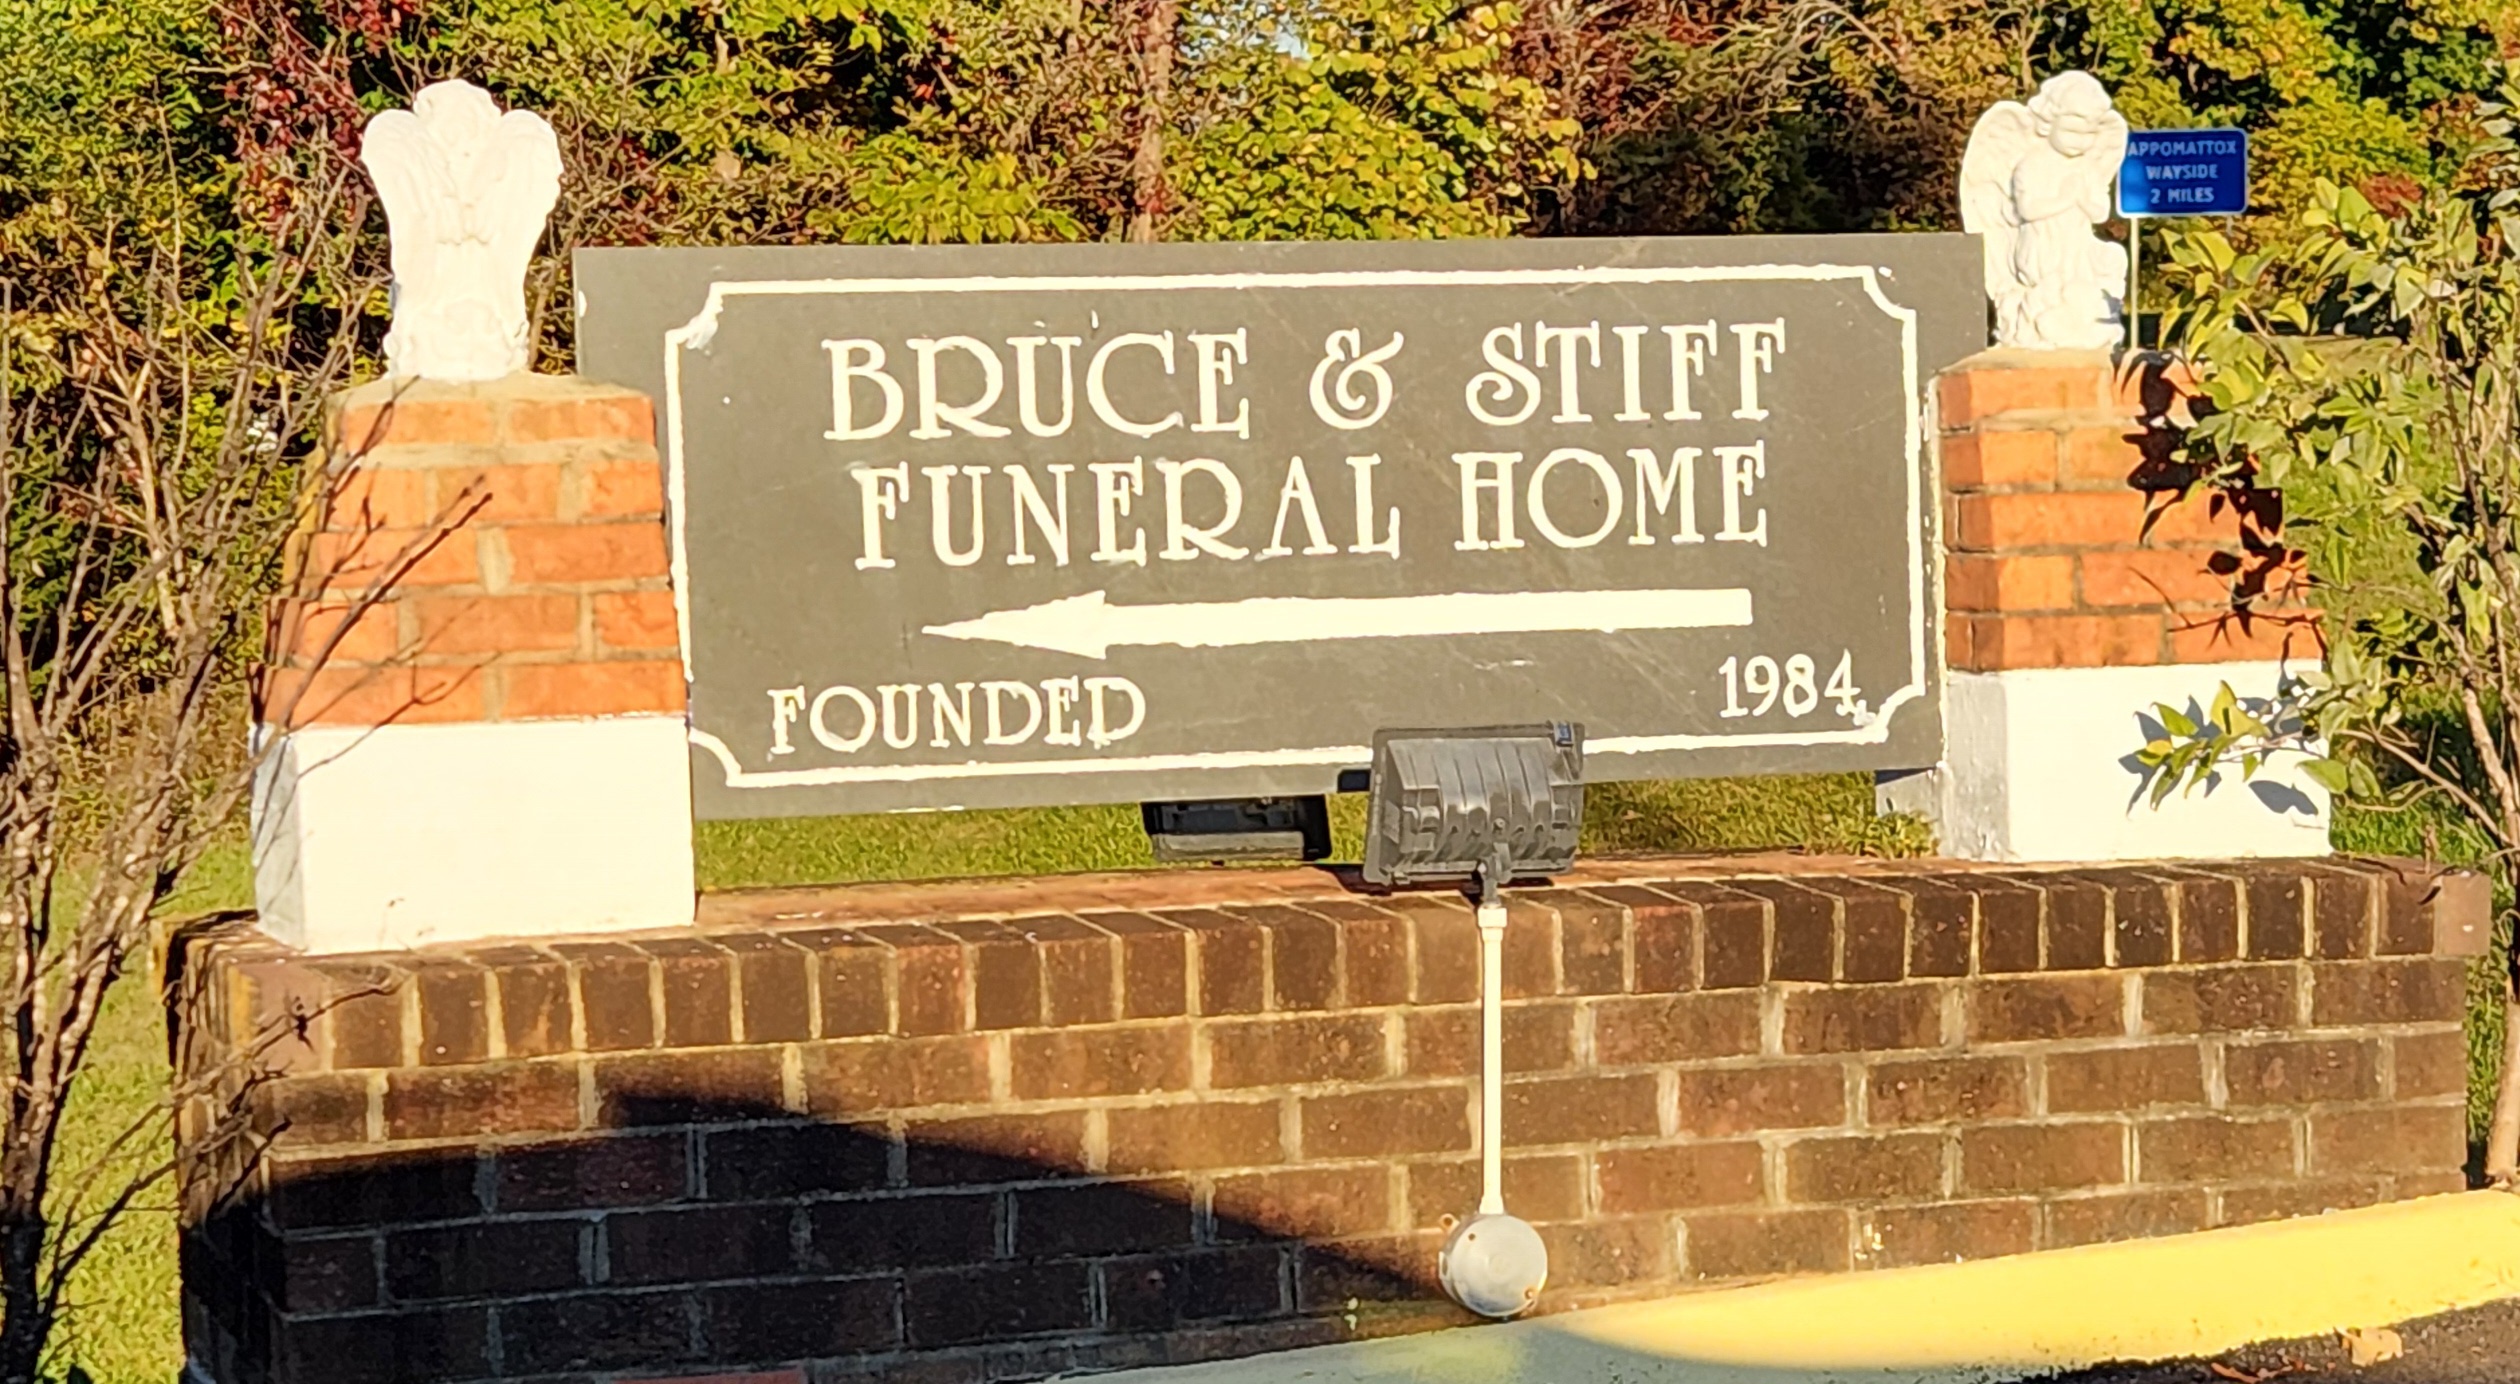 BRUCE & STIFF
FUNERAL HOME
FOUNDED 1984
APPOMATTOX
WAYSIDE
2 MILES